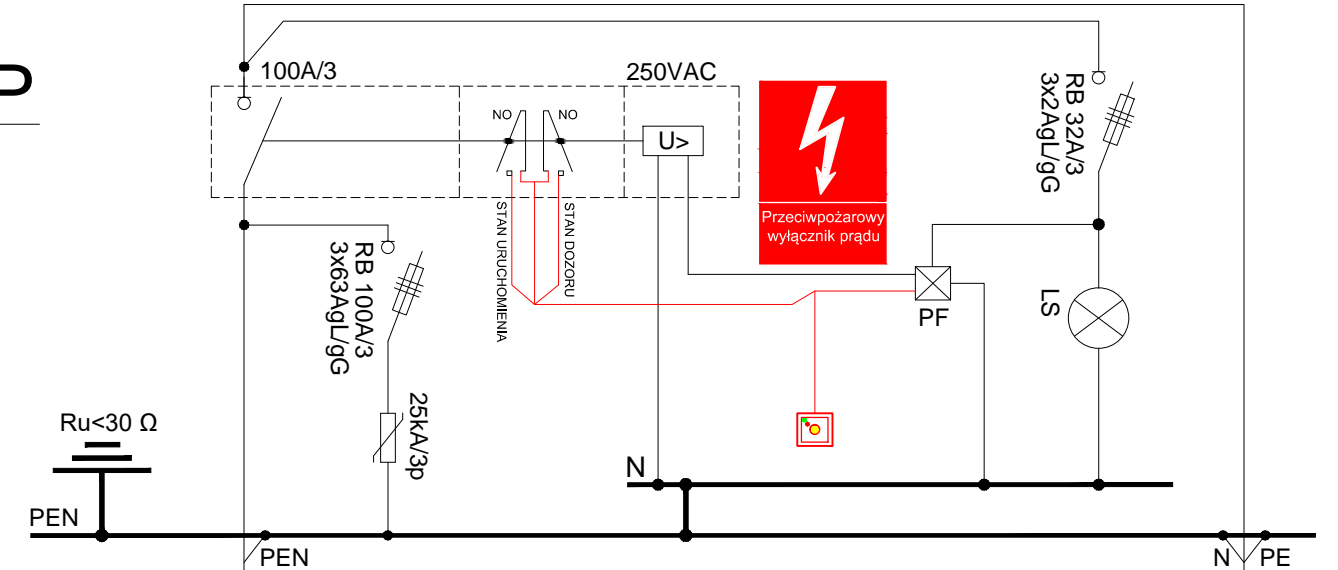 100A/3
250VAC
NO
NO
U>
RB 32A/3
3x2AgL/gG
Przeciwpożarowy
wyłącznik prądu
STAN URUCHOMIENIA
STAN DOZORU
RB 100A/3
3x63AgL/gG
PF
LS
25kA/3p
Ru<30 Ω
N
PEN
PEN
N
PE